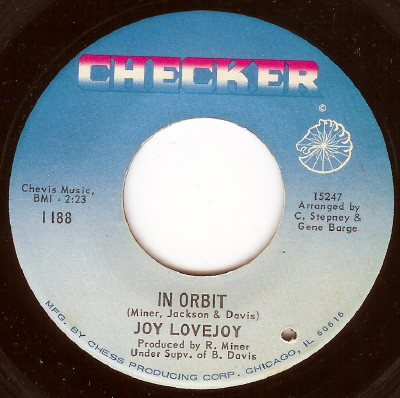 CHECKER
©
Chevis Music,
BMI - 2:23
1188
15247
Arranged by
C. Stepney &
Gene Barge
IN ORBIT
(Miner, Jackson & Davis)
JOY LOVEJOY
Produced by R. Miner
Under Supv. of B. Davis
MFG. BY CHESS PRODUCING CORP. CHICAGO, IL 60616